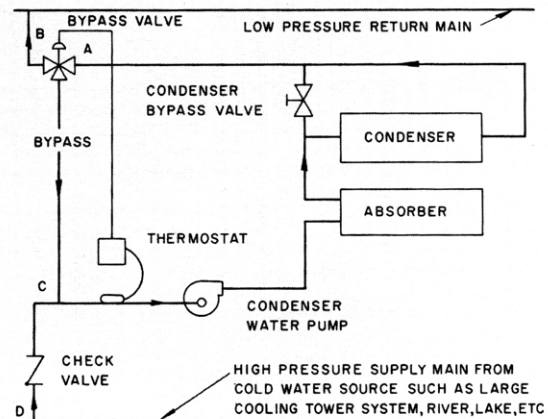 BYPASS VALVE
LOW PRESSURE RETURN MAIN
B
A
CONDENSER
BYPASS VALVE
CONDENSER
BYPASS
ABSORBER
THERMOSTAT
C
CONDENSER
WATER PUMP
CHECK
VALVE
D
HIGH PRESSURE SUPPLY MAIN FROM
COLD WATER SOURCE SUCH AS LARGE
COOLING TOWER SYSTEM, RIVER, LAKE, ETC